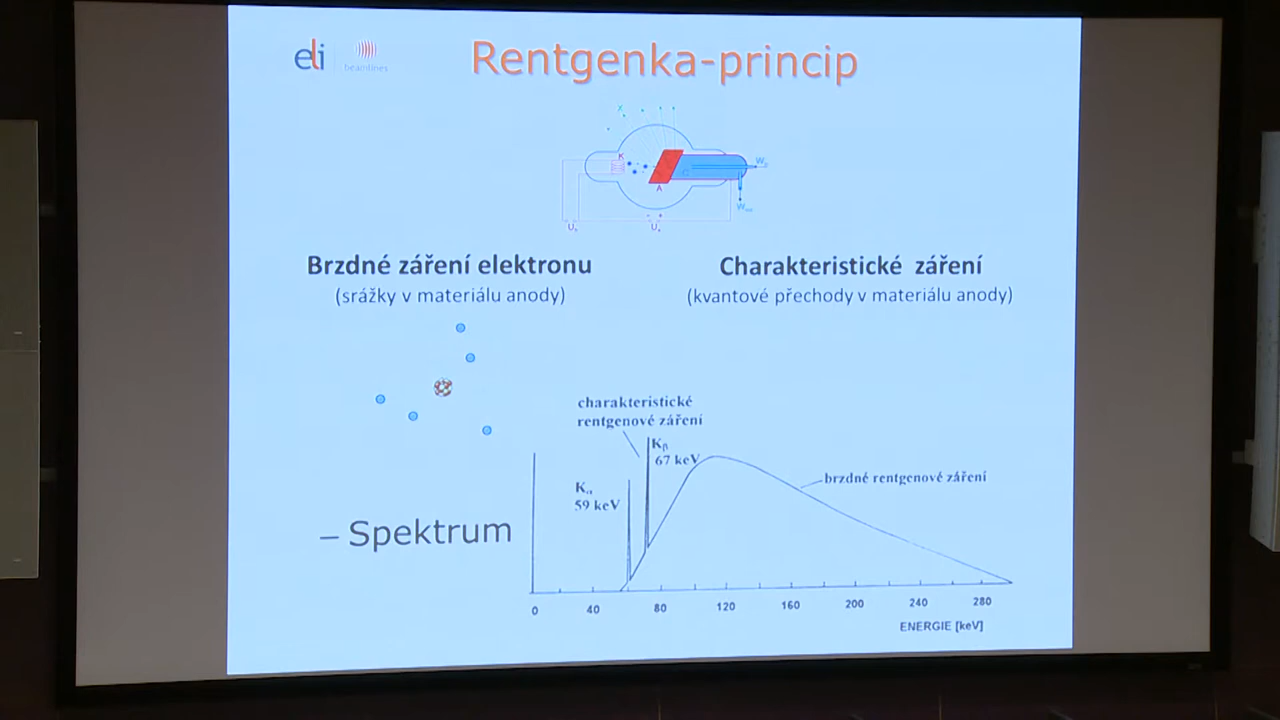 eli
beamlines
Rentgenka-princip
X
K
A
C
Brzdné záření elektronu
(srážky v materiálu anody)
Charakteristické záření
(kvantové přechody v materiálu anody)
charakteristické
rentgenové záření
Kβ
67 keV
Kα
59 keV
brzdné rentgenové záření
– Spektrum
0 40 80 120 160 200 240 280
ENERGIE [keV]